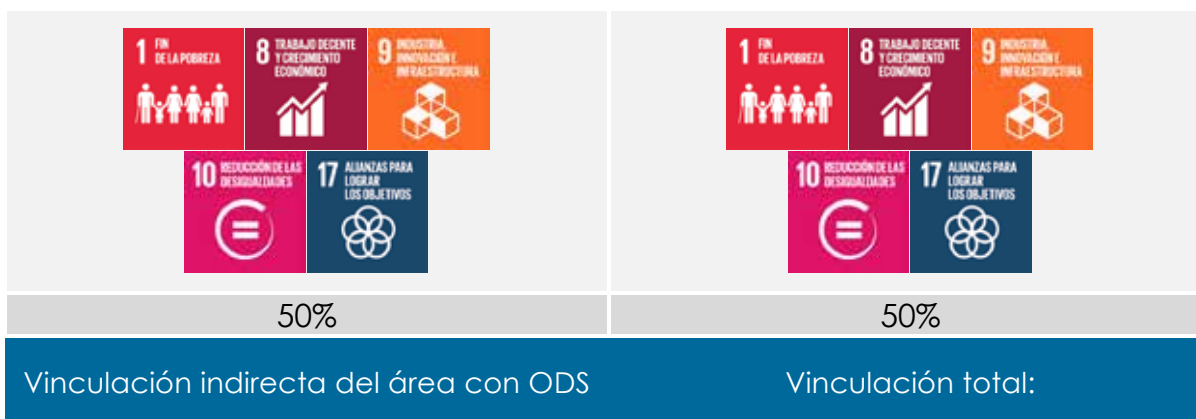 1 FIN
DE LA POBREZA
8 TRABAJO DECENTE
Y CRECIMIENTO
ECONÓMICO
9 INDUSTRIA,
INNOVACIÓN E
INFRAESTRUCTURA
10 REDUCCIÓN DE LAS
DESIGUALDADES
17 ALIANZAS PARA
LOGRAR
LOS OBJETIVOS
1 FIN
DE LA POBREZA
8 TRABAJO DECENTE
Y CRECIMIENTO
ECONÓMICO
9 INDUSTRIA,
INNOVACIÓN E
INFRAESTRUCTURA
10 REDUCCIÓN DE LAS
DESIGUALDADES
17 ALIANZAS PARA
LOGRAR
LOS OBJETIVOS
50% 50%
Vinculación indirecta del área con ODS Vinculación total: